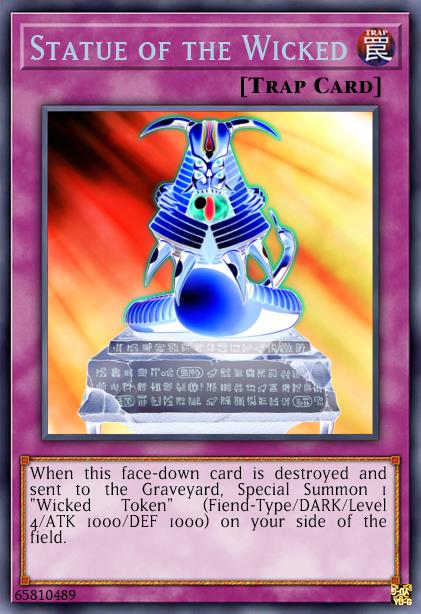 Statue of the Wicked
TRAP
罠
[Trap Card]
When this face-down card is destroyed and
sent to the Graveyard, Special Summon 1
"Wicked Token" (Fiend-Type/DARK/Level
4/ATK 1000/DEF 1000) on your side of the
field.
65810489